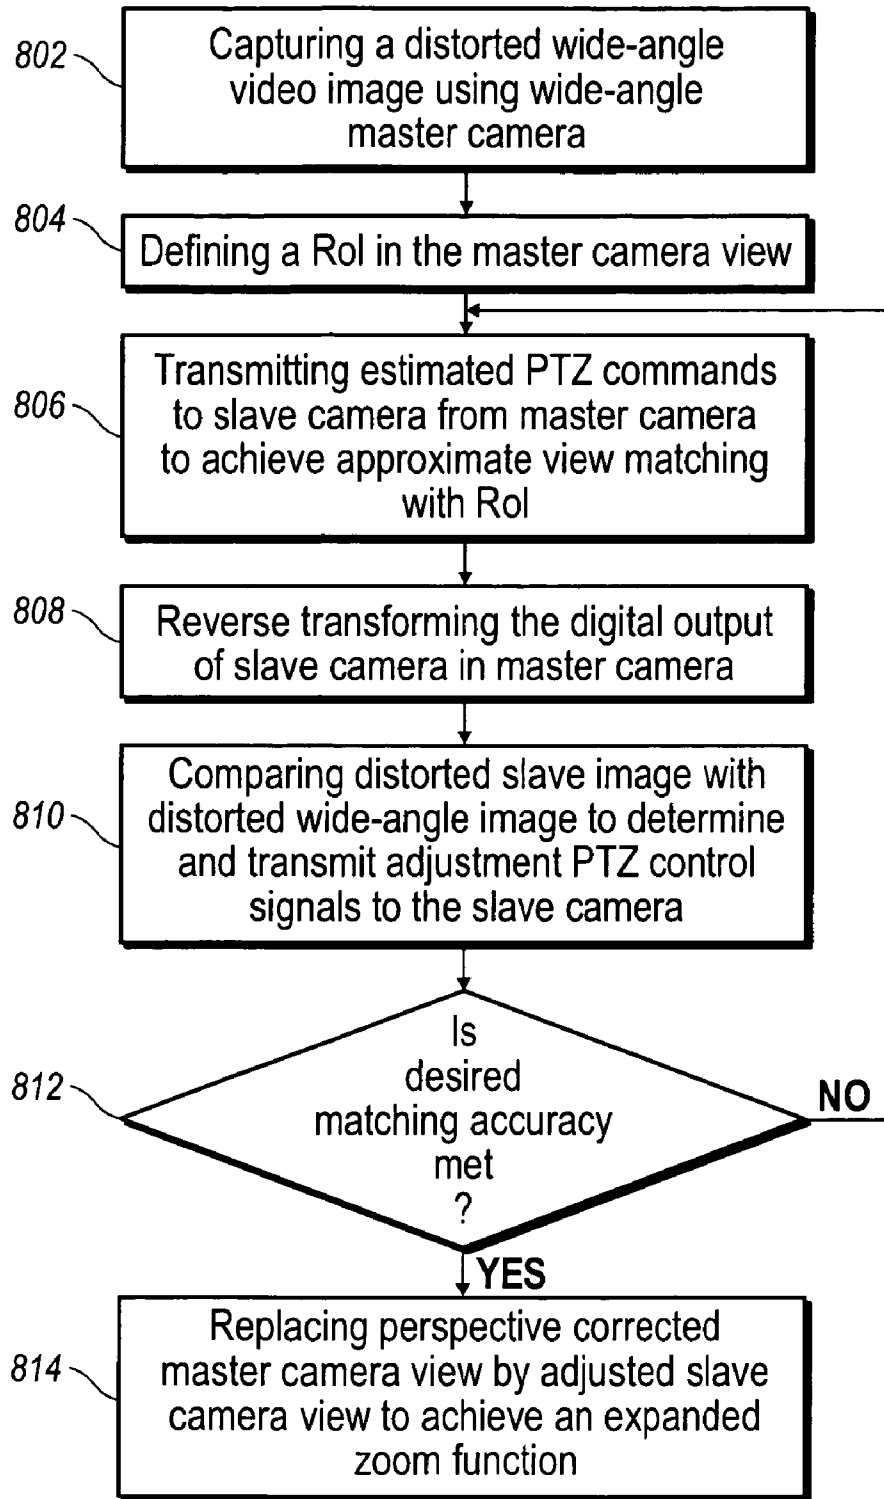 802
Capturing a distorted wide-angle
video image using wide-angle
master camera
804
Defining a RoI in the master camera view
806
Transmitting estimated PTZ commands
to slave camera from master camera
to achieve approximate view matching
with RoI
808
Reverse transforming the digital output
of slave camera in master camera
810
Comparing distorted slave image with
distorted wide-angle image to determine
and transmit adjustment PTZ control
signals to the slave camera
812
Is
desired
matching accuracy
met
?
NO
YES
814
Replacing perspective corrected
master camera view by adjusted slave
camera view to achieve an expanded
zoom function